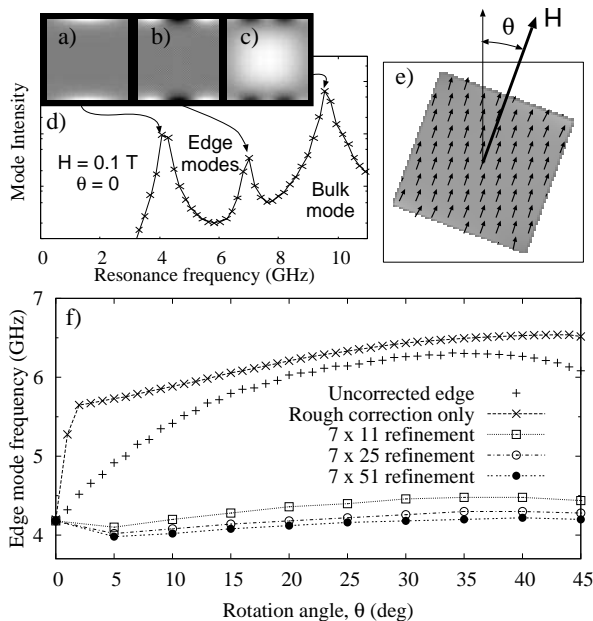 a)
b)
c)
d)
Mode Intensity
H = 0.1 T
θ = 0
Edge
modes
Bulk
mode
0
2
4
6
8
10
Resonance frequency (GHz)
θ
H
e)
f)
Edge mode frequency (GHz)
7
6
5
4
Uncorrected edge
Rough correction only
7 x 11 refinement
7 x 25 refinement
7 x 51 refinement
0
5
10
15
20
25
30
35
40
45
Rotation angle, θ (deg)